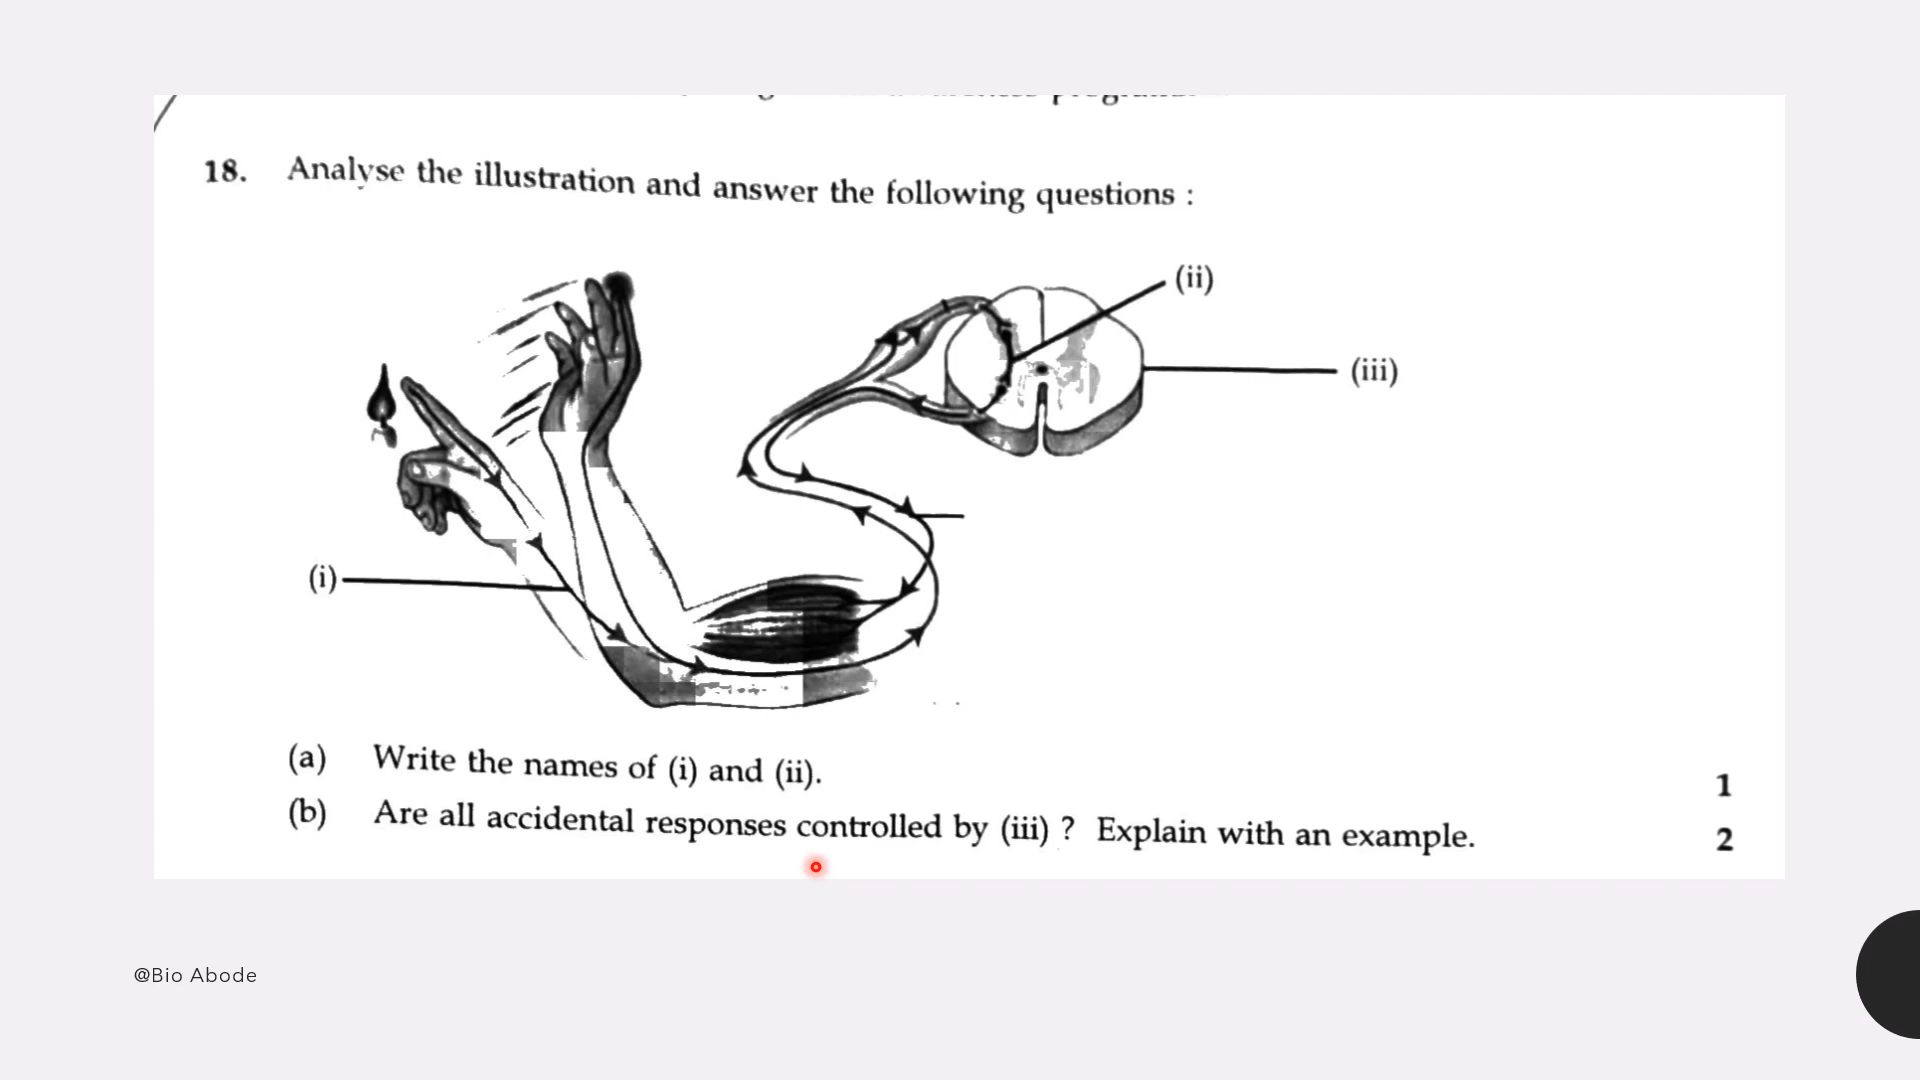 18. Analyse the illustration and answer the following questions :
(ii)
(iii)
(i)
(a) Write the names of (i) and (ii). 1
(b) Are all accidental responses controlled by (iii) ? Explain with an example. 2
@Bio Abode